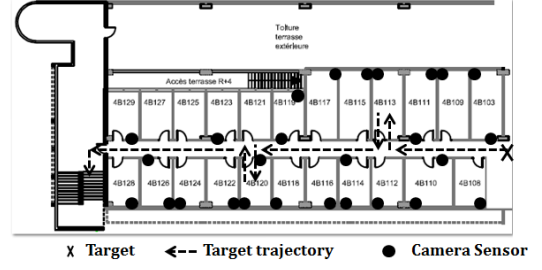 Toiture
terrasse
extérieure
Accès terrasse R+4
4B129 4B127 4B125 4B123 4B121 4B119 4B117 4B115 4B113 4B111 4B109 4B103
4B128 4B126 4B124 4B122 4B120 4B118 4B116 4B114 4B112 4B110 4B108
X Target Target trajectory Camera Sensor